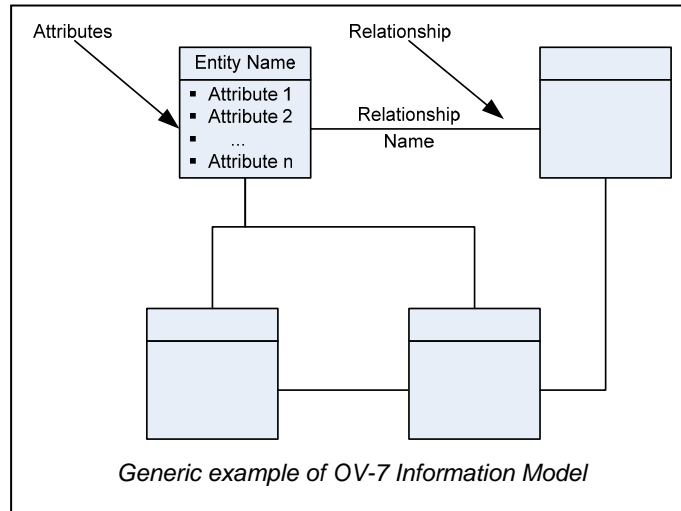 Attributes
Relationship
Entity Name
▪ Attribute 1
▪ Attribute 2
▪ ...
▪ Attribute n
Relationship
Name
Generic example of OV-7 Information Model